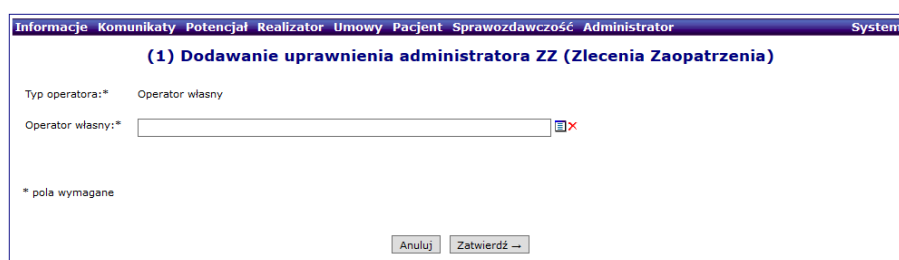 Informacje Komunikaty Potencjał Realizator Umowy Pacjent Sprawozdawczość Administrator System
(1) Dodawanie uprawnienia administratora ZZ (Zlecenia Zaopatrzenia)
Typ operatora:* Operator własny
Operator własny:*
* pola wymagane
Anuluj Zatwierdź →